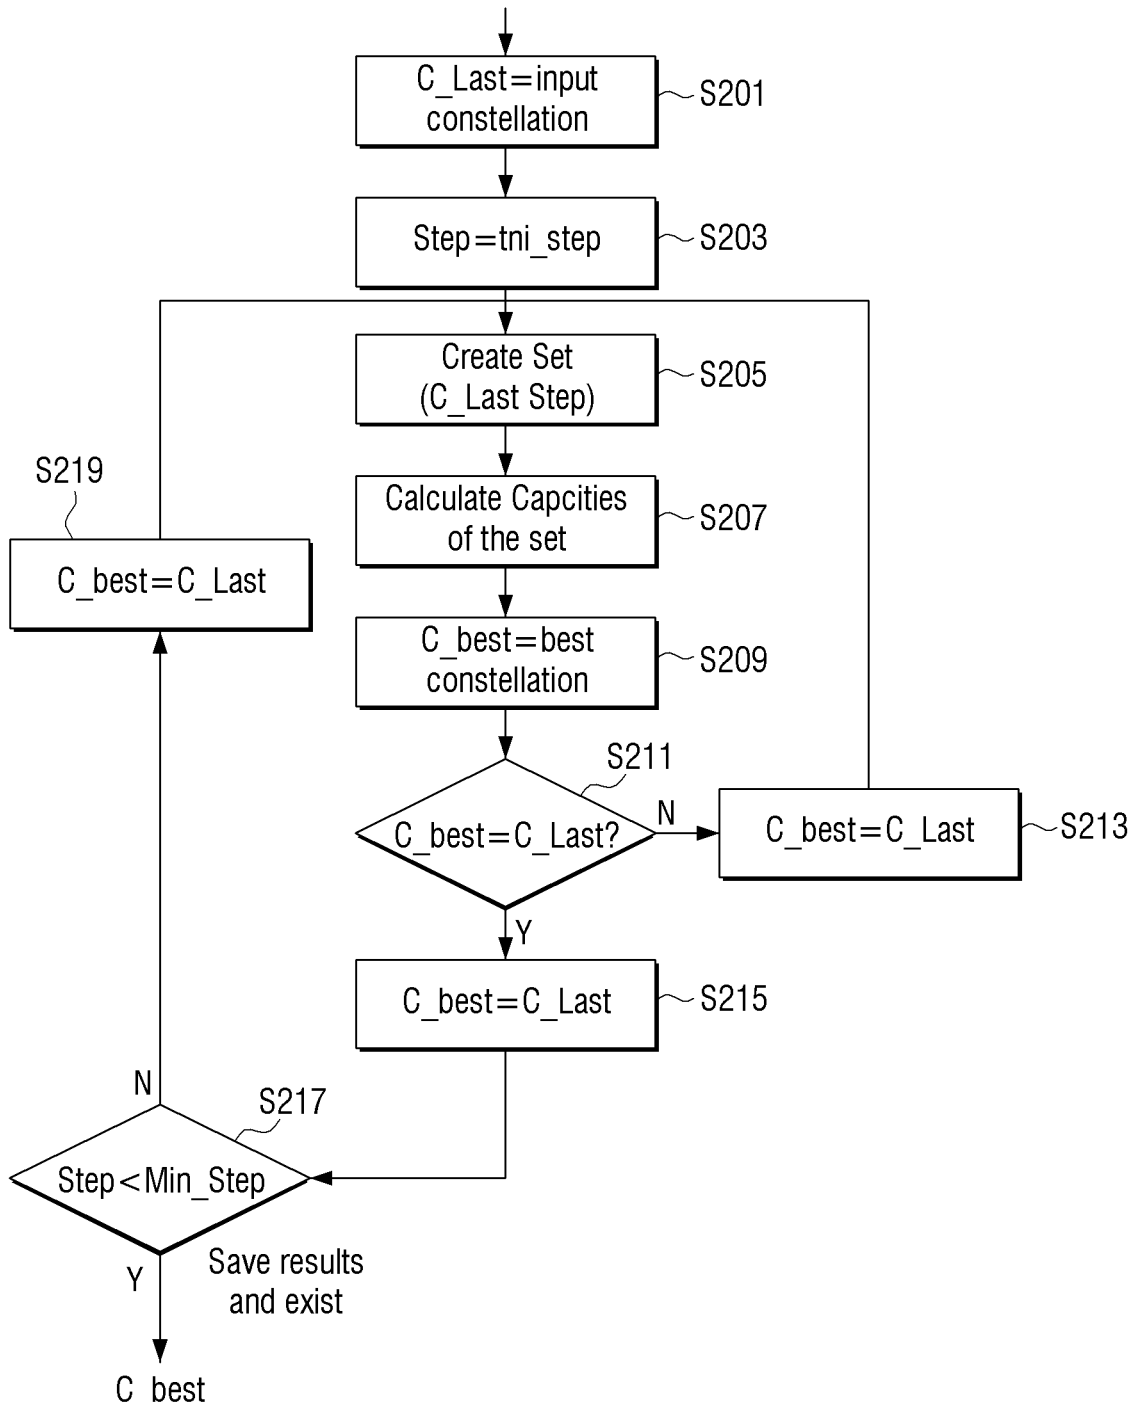 C_Last=input
constellation
S201
Step=tni_step
S203
Create Set
(C_Last Step)
S205
S219
Calculate Capcities
of the set
S207
C_best=C_Last
C_best=best
constellation
S209
S211
C_best=C_Last?
N
C_best=C_Last
S213
Y
C_best=C_Last
S215
N
S217
Step<Min_Step
Y
Save results
and exist
C best